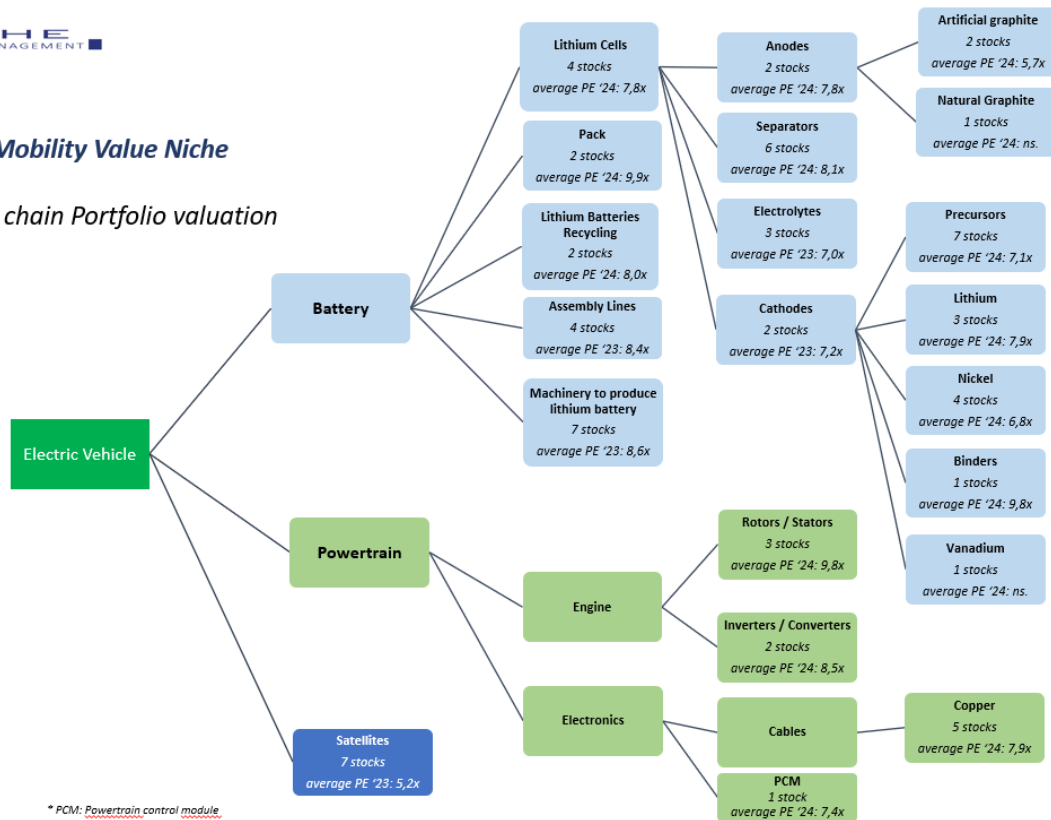 HE
NAGEMENT
Mobility Value Niche
chain Portfolio valuation
Electric Vehicle
Battery
Lithium Cells
4 stocks
average PE ‘24: 7,8x
Pack
2 stocks
average PE ‘24: 9,9x
Lithium Batteries
Recycling
2 stocks
average PE ‘24: 8,0x
Assembly Lines
4 stocks
average PE ‘23: 8,4x
Machinery to produce
lithium battery
7 stocks
average PE ‘23: 8,6x
Anodes
2 stocks
average PE ‘24: 7,8x
Separators
6 stocks
average PE ‘24: 8,1x
Electrolytes
3 stocks
average PE ‘23: 7,0x
Cathodes
2 stocks
average PE ‘23: 7,2x
Artificial graphite
2 stocks
average PE ‘24: 5,7x
Natural Graphite
1 stocks
average PE ‘24: ns.
Precursors
7 stocks
average PE ‘24: 7,1x
Lithium
3 stocks
average PE ‘24: 7,9x
Nickel
4 stocks
average PE ‘24: 6,8x
Binders
1 stocks
average PE ‘24: 9,8x
Vanadium
1 stocks
average PE ‘24: ns.
Powertrain
Engine
Rotors / Stators
3 stocks
average PE ‘24: 9,8x
Inverters / Converters
2 stocks
average PE ‘24: 8,5x
Electronics
Cables
Copper
5 stocks
average PE ‘24: 7,9x
PCM
1 stock
average PE ‘24: 7,4x
Satellites
7 stocks
average PE ‘23: 5,2x
* PCM: Powertrain control module